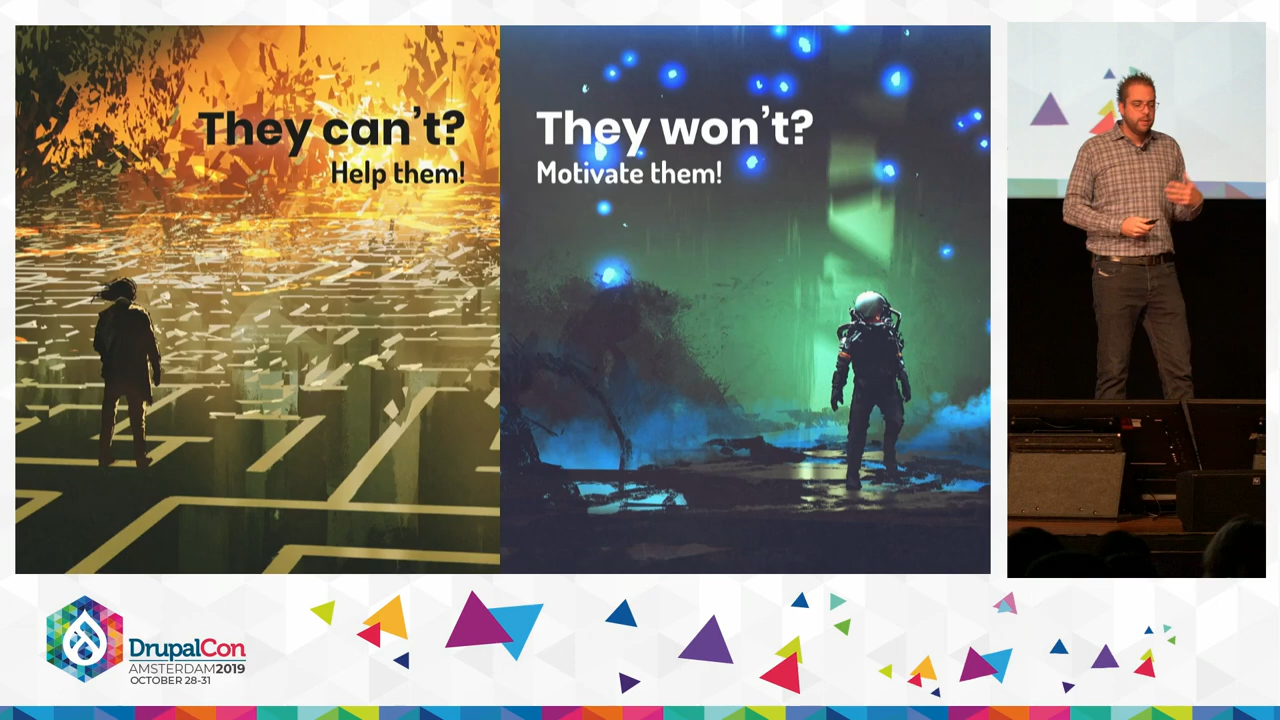 They can't?
Help them!
They won't?
Motivate them!
DrupalCon
AMSTERDAM2019
OCTOBER 28-31